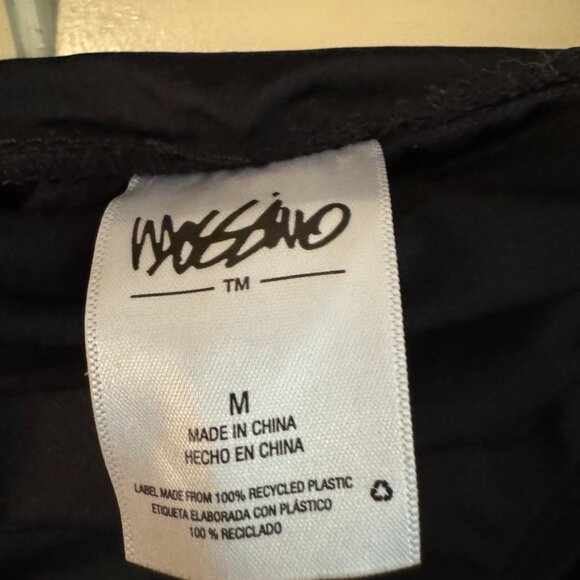 mossimo
TM
M
MADE IN CHINA
HECHO EN CHINA
LABEL MADE FROM 100% RECYCLED PLASTIC
ETIQUETA ELABORADA CON PLÁSTICO
100 % RECICLADO